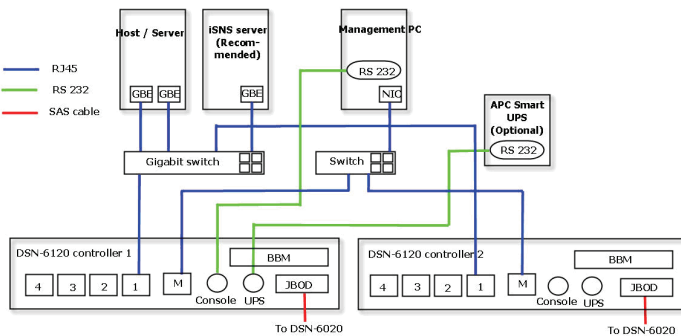 Host / Server
GBE GBE
iSNS server
(Recom-
mended)
GBE
Management PC
RS 232
NIC
APC Smart
UPS
(Optional)
RS 232
RJ45
RS 232
SAS cable
Gigabit switch
Switch
DSN-6120 controller 1
BBM
4 3 2 1 M
Console UPS
JBOD
To DSN-6020
DSN-6120 controller 2
BBM
4 3 2 1 M
Console UPS
JBOD
To DSN-6020